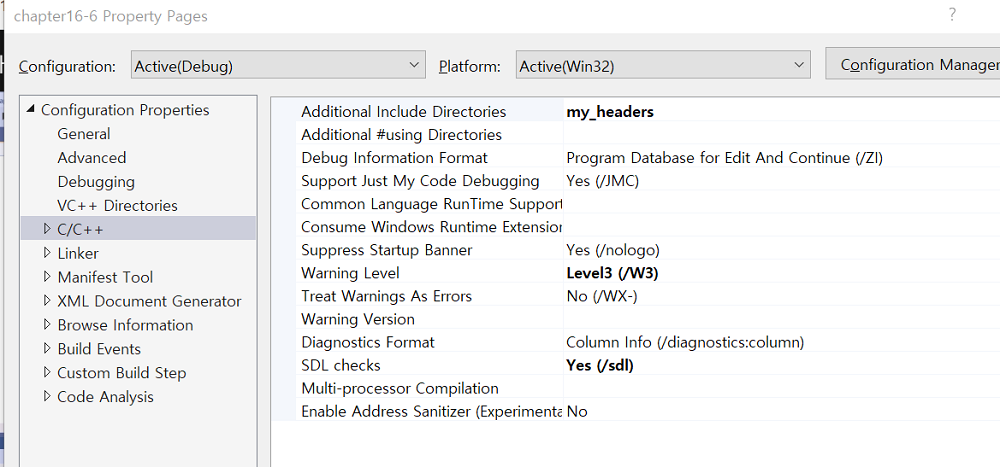 chapter16-6 Property Pages ?
Configuration: Active(Debug) Platform: Active(Win32) Configuration Manager
Configuration Properties
General
Advanced
Debugging
VC++ Directories
C/C++
Linker
Manifest Tool
XML Document Generator
Browse Information
Build Events
Custom Build Step
Code Analysis
Additional Include Directories my_headers
Additional #using Directories
Debug Information Format Program Database for Edit And Continue (/ZI)
Support Just My Code Debugging Yes (/JMC)
Common Language RunTime Support
Consume Windows Runtime Extension
Suppress Startup Banner Yes (/nologo)
Warning Level Level3 (/W3)
Treat Warnings As Errors No (/WX-)
Warning Version
Diagnostics Format Column Info (/diagnostics:column)
SDL checks Yes (/sdl)
Multi-processor Compilation
Enable Address Sanitizer (Experimenta No